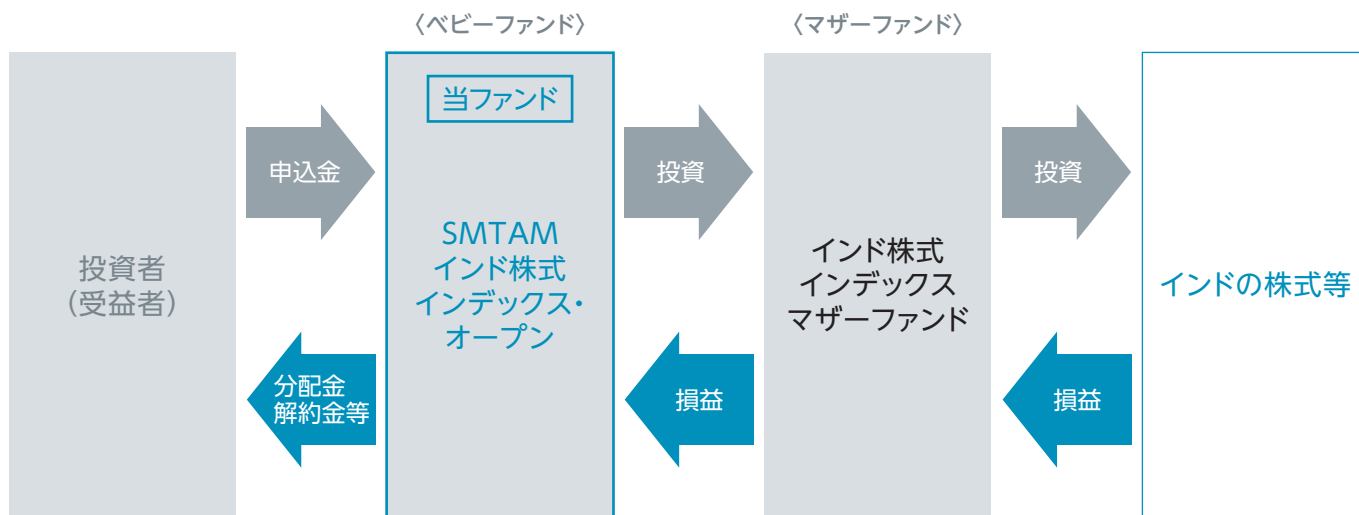 〈ベビーファンド〉
〈マザーファンド〉
当ファンド
申込金
投資
投資
投資者
(受益者)
SMTAM
インド株式
インデックス・
オープン
インド株式
インデックス
マザーファンド
インドの株式等
分配金
解約金等
損益
損益